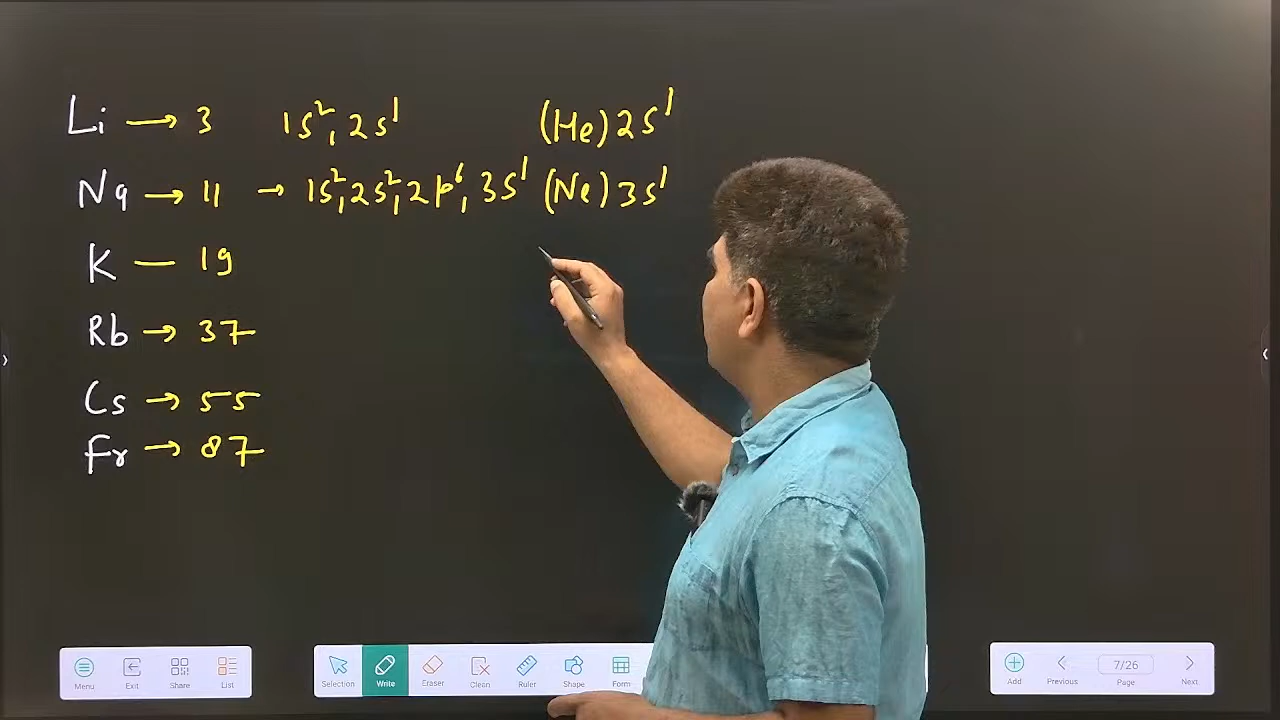 Li → 3 1s², 2s¹ (He) 2s¹
Na → 11 → 1s², 2s², 2p⁶, 3s¹ (Ne) 3s¹
K — 19
Rb → 37
Cs → 55
Fr → 87
Menu Exit Share List Selection Write Eraser Clean Ruler Shape Form Add Previous 7/26 Page Next